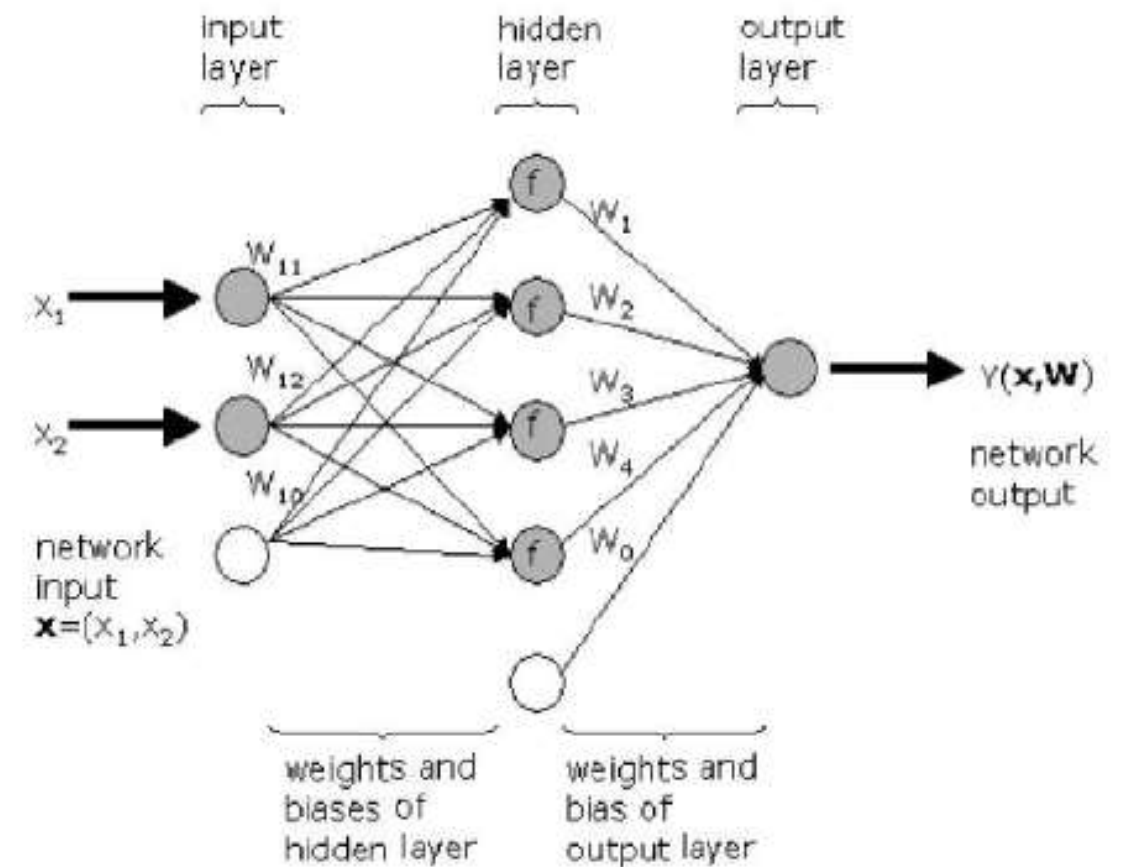 input
layer
hidden
layer
output
layer
f
W1
W11
f
W2
X1
W12
W3
Y(x,W)
X2
f
W4
network
output
W10
network
input
x=(x1,x2)
f
W0
weights and
biases of
hidden layer
weights and
bias of
output layer